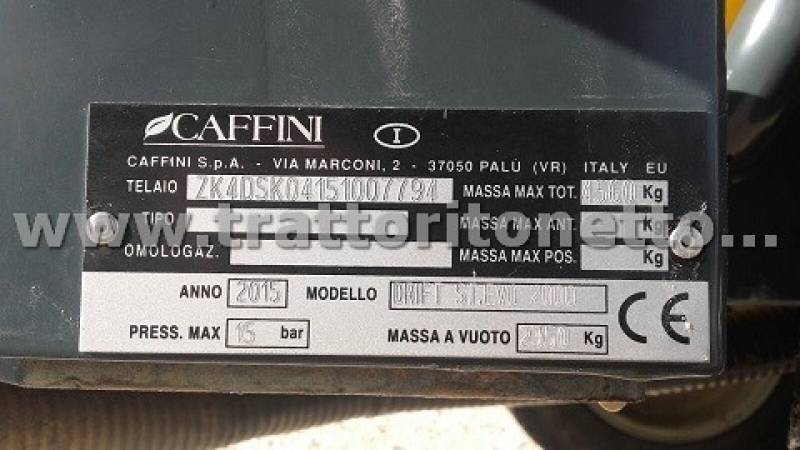 CAFFINI I
CAFFINI S.p.A. - VIA MARCONI, 2 - 37050 PALÙ (VR) ITALY EU
TELAIO ZK4DSK04151007794 MASSA MAX TOT. Kg
TIPO MASSA MAX ANT. Kg
www.trattoritonetto...
OMOLOGAZ. MASSA MAX POS. Kg
ANNO 2015 MODELLO DRIFT CE
PRESS. MAX 15 bar MASSA A VUOTO Kg